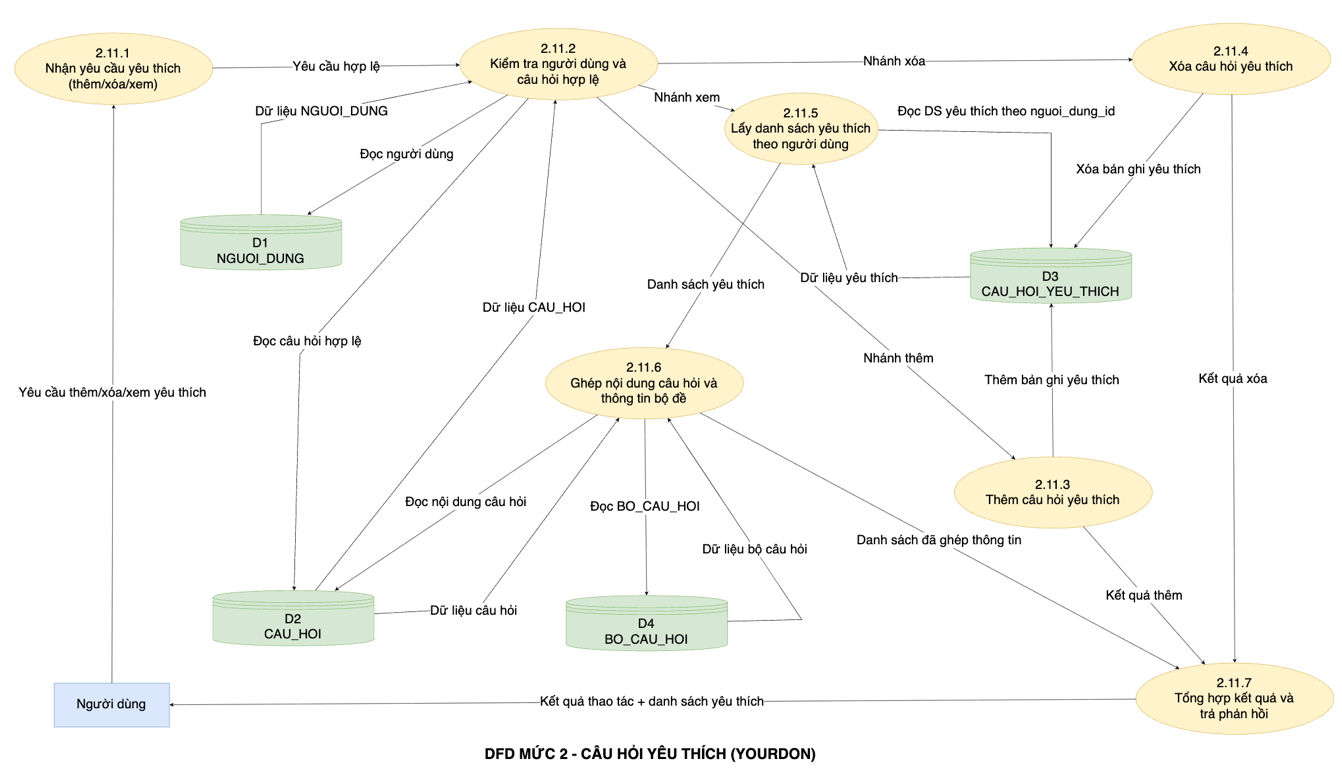 2.11.1
Nhận yêu cầu yêu thích
(thêm/xóa/xem)
Yêu cầu hợp lệ
2.11.2
Kiểm tra người dùng và
câu hỏi hợp lệ
Nhánh xóa
2.11.4
Xóa câu hỏi yêu thích
Dữ liệu NGUOI_DUNG
Nhánh xem
2.11.5
Lấy danh sách yêu thích
theo người dùng
Đọc DS yêu thích theo nguoi_dung_id
Đọc người dùng
Xóa bản ghi yêu thích
D1
NGUOI_DUNG
Danh sách yêu thích
Dữ liệu yêu thích
D3
CAU_HOI_YEU_THICH
Dữ liệu CAU_HOI
Đọc câu hỏi hợp lệ
Nhánh thêm
2.11.6
Ghép nội dung câu hỏi và
thông tin bộ đề
Thêm bản ghi yêu thích
Kết quả xóa
Yêu cầu thêm/xóa/xem yêu thích
2.11.3
Thêm câu hỏi yêu thích
Đọc nội dung câu hỏi
Đọc BO_CAU_HOI
Dữ liệu bộ câu hỏi
Danh sách đã ghép thông tin
Kết quả thêm
Dữ liệu câu hỏi
D2
CAU_HOI
D4
BO_CAU_HOI
Người dùng
Kết quả thao tác + danh sách yêu thích
2.11.7
Tổng hợp kết quả và
trả phản hồi
DFD MỨC 2 - CÂU HỎI YÊU THÍCH (YOURDON)